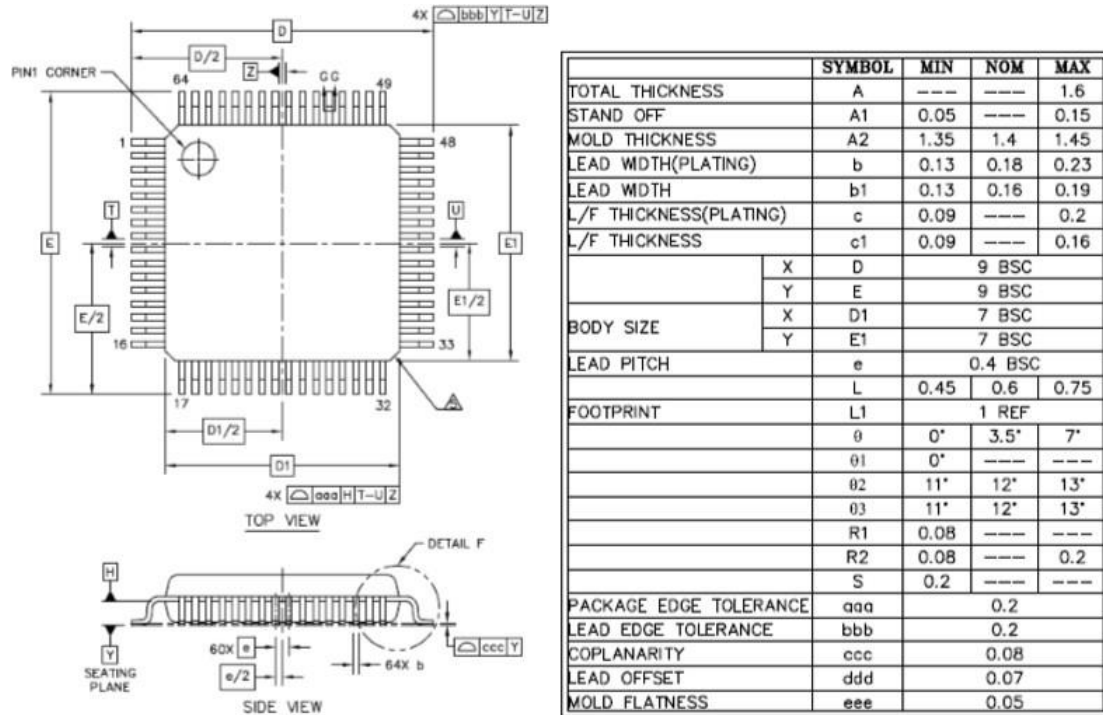 4X bbb Y T-U Z
D
D/2
Z
PIN1 CORNER
64
G G
49
1
48
T
U
E
E1
E/2
E1/2
16
33
17
32
D1/2
D1
4X aaa H T-U Z
TOP VIEW
DETAIL F
H
Y
SEATING
PLANE
60X e
e/2
64X b
ccc Y
SIDE VIEW
SYMBOL MIN NOM MAX
TOTAL THICKNESS A --- --- 1.6
STAND OFF A1 0.05 --- 0.15
MOLD THICKNESS A2 1.35 1.4 1.45
LEAD WIDTH(PLATING) b 0.13 0.18 0.23
LEAD WIDTH b1 0.13 0.16 0.19
L/F THICKNESS(PLATING) c 0.09 --- 0.2
L/F THICKNESS c1 0.09 --- 0.16
X D 9 BSC
Y E 9 BSC
BODY SIZE X D1 7 BSC
Y E1 7 BSC
LEAD PITCH e 0.4 BSC
L 0.45 0.6 0.75
FOOTPRINT L1 1 REF
θ 0° 3.5° 7°
θ1 0° --- ---
θ2 11° 12° 13°
θ3 11° 12° 13°
R1 0.08 --- ---
R2 0.08 --- 0.2
S 0.2 --- ---
PACKAGE EDGE TOLERANCE aaa 0.2
LEAD EDGE TOLERANCE bbb 0.2
COPLANARITY ccc 0.08
LEAD OFFSET ddd 0.07
MOLD FLATNESS eee 0.05